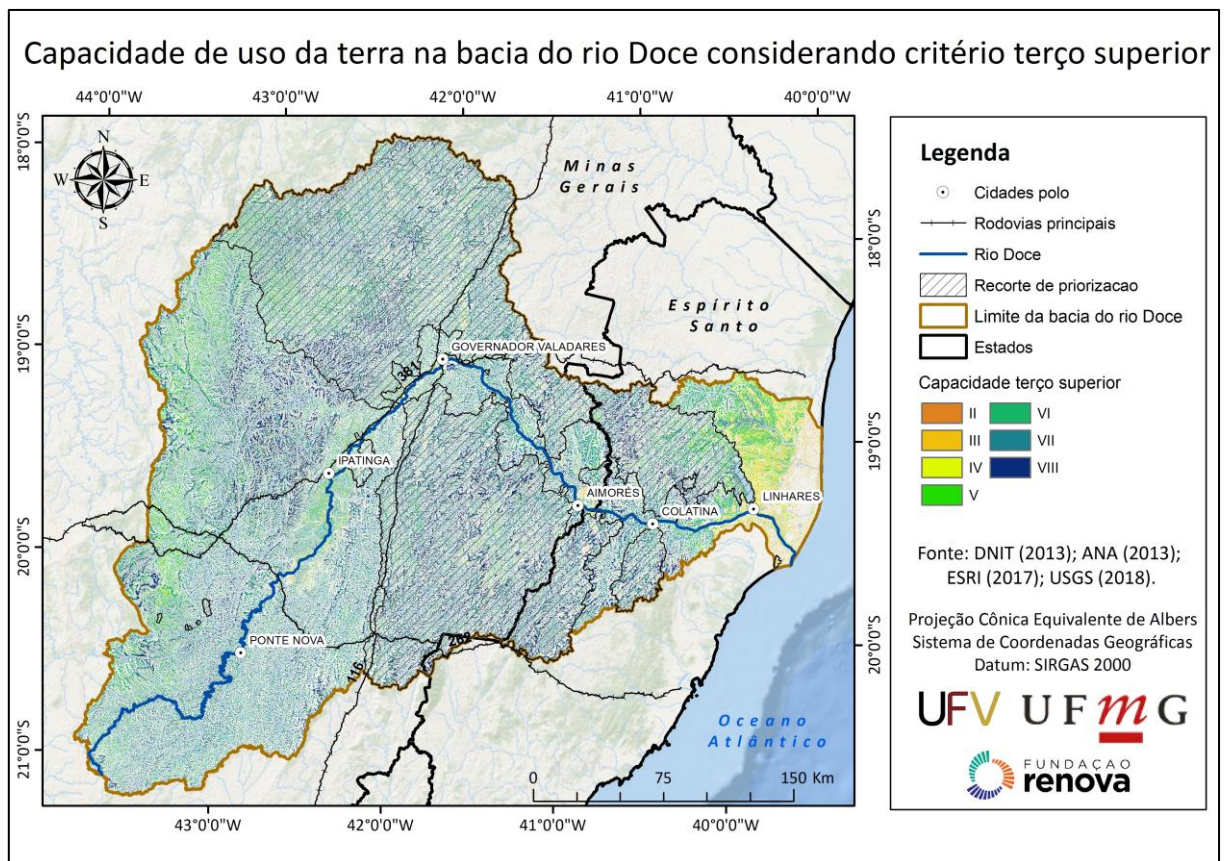 Capacidade de uso da terra na bacia do rio Doce considerando critério terço superior
44°0'0"W 43°0'0"W 42°0'0"W 41°0'0"W 40°0'0"W
18°0'0"S
19°0'0"S
20°0'0"S
21°0'0"S
N
W E
S
Minas
Gerais
Espírito
Santo
GOVERNADOR VALADARES
381
IPATINGA
AIMORÉS
COLATINA
LINHARES
PONTE NOVA
262
116
Oceano
Atlântico
0 75 150 Km
18°0'0"S
19°0'0"S
20°0'0"S
43°0'0"W 42°0'0"W 41°0'0"W 40°0'0"W
Legenda
Cidades polo
Rodovias principais
Rio Doce
Recorte de priorizacao
Limite da bacia do rio Doce
Estados
Capacidade terço superior
II VI
III VII
IV VIII
V
Fonte: DNIT (2013); ANA (2013);
ESRI (2017); USGS (2018).
Projeção Cônica Equivalente de Albers
Sistema de Coordenadas Geográficas
Datum: SIRGAS 2000
UFV UFmG
FUNDAÇÃO
renova